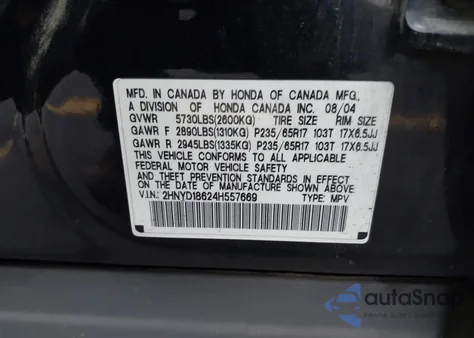 MFD. IN CANADA BY HONDA OF CANADA MFG.,
A DIVISION OF HONDA CANADA INC. 08/04
GVWR 5730LBS(2600KG) TIRE SIZE RIM SIZE
GAWR F 2890LBS(1310KG) P235/65R17 103T 17X6.5JJ
GAWR R 2945LBS(1335KG) P235/65R17 103T 17X6.5JJ
THIS VEHICLE CONFORMS TO ALL APPLICABLE
FEDERAL MOTOR VEHICLE SAFETY
AND THEFT PREVENTION STANDARDS IN EFFECT
ON THE DATE OF MANUFACTURE SHOWN ABOVE.
V.I.N.: 2HNYD18624H557669 TYPE: MPV
autaSnap